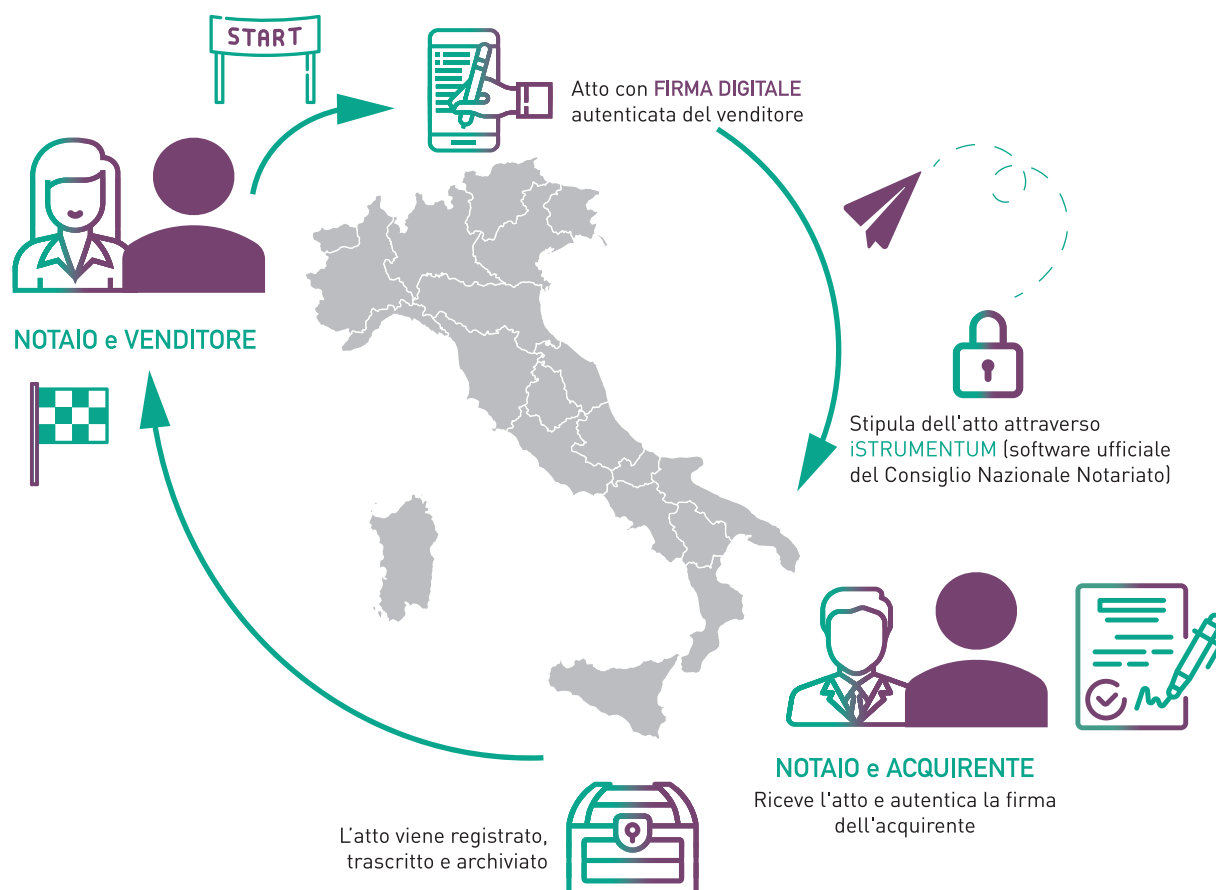 START
Atto con FIRMA DIGITALE
autenticata del venditore
NOTAIO e VENDITORE
Stipula dell'atto attraverso
iSTRUMENTUM (software ufficiale
del Consiglio Nazionale Notariato)
NOTAIO e ACQUIRENTE
Riceve l'atto e autentica la firma
dell'acquirente
L'atto viene registrato,
trascritto e archiviato